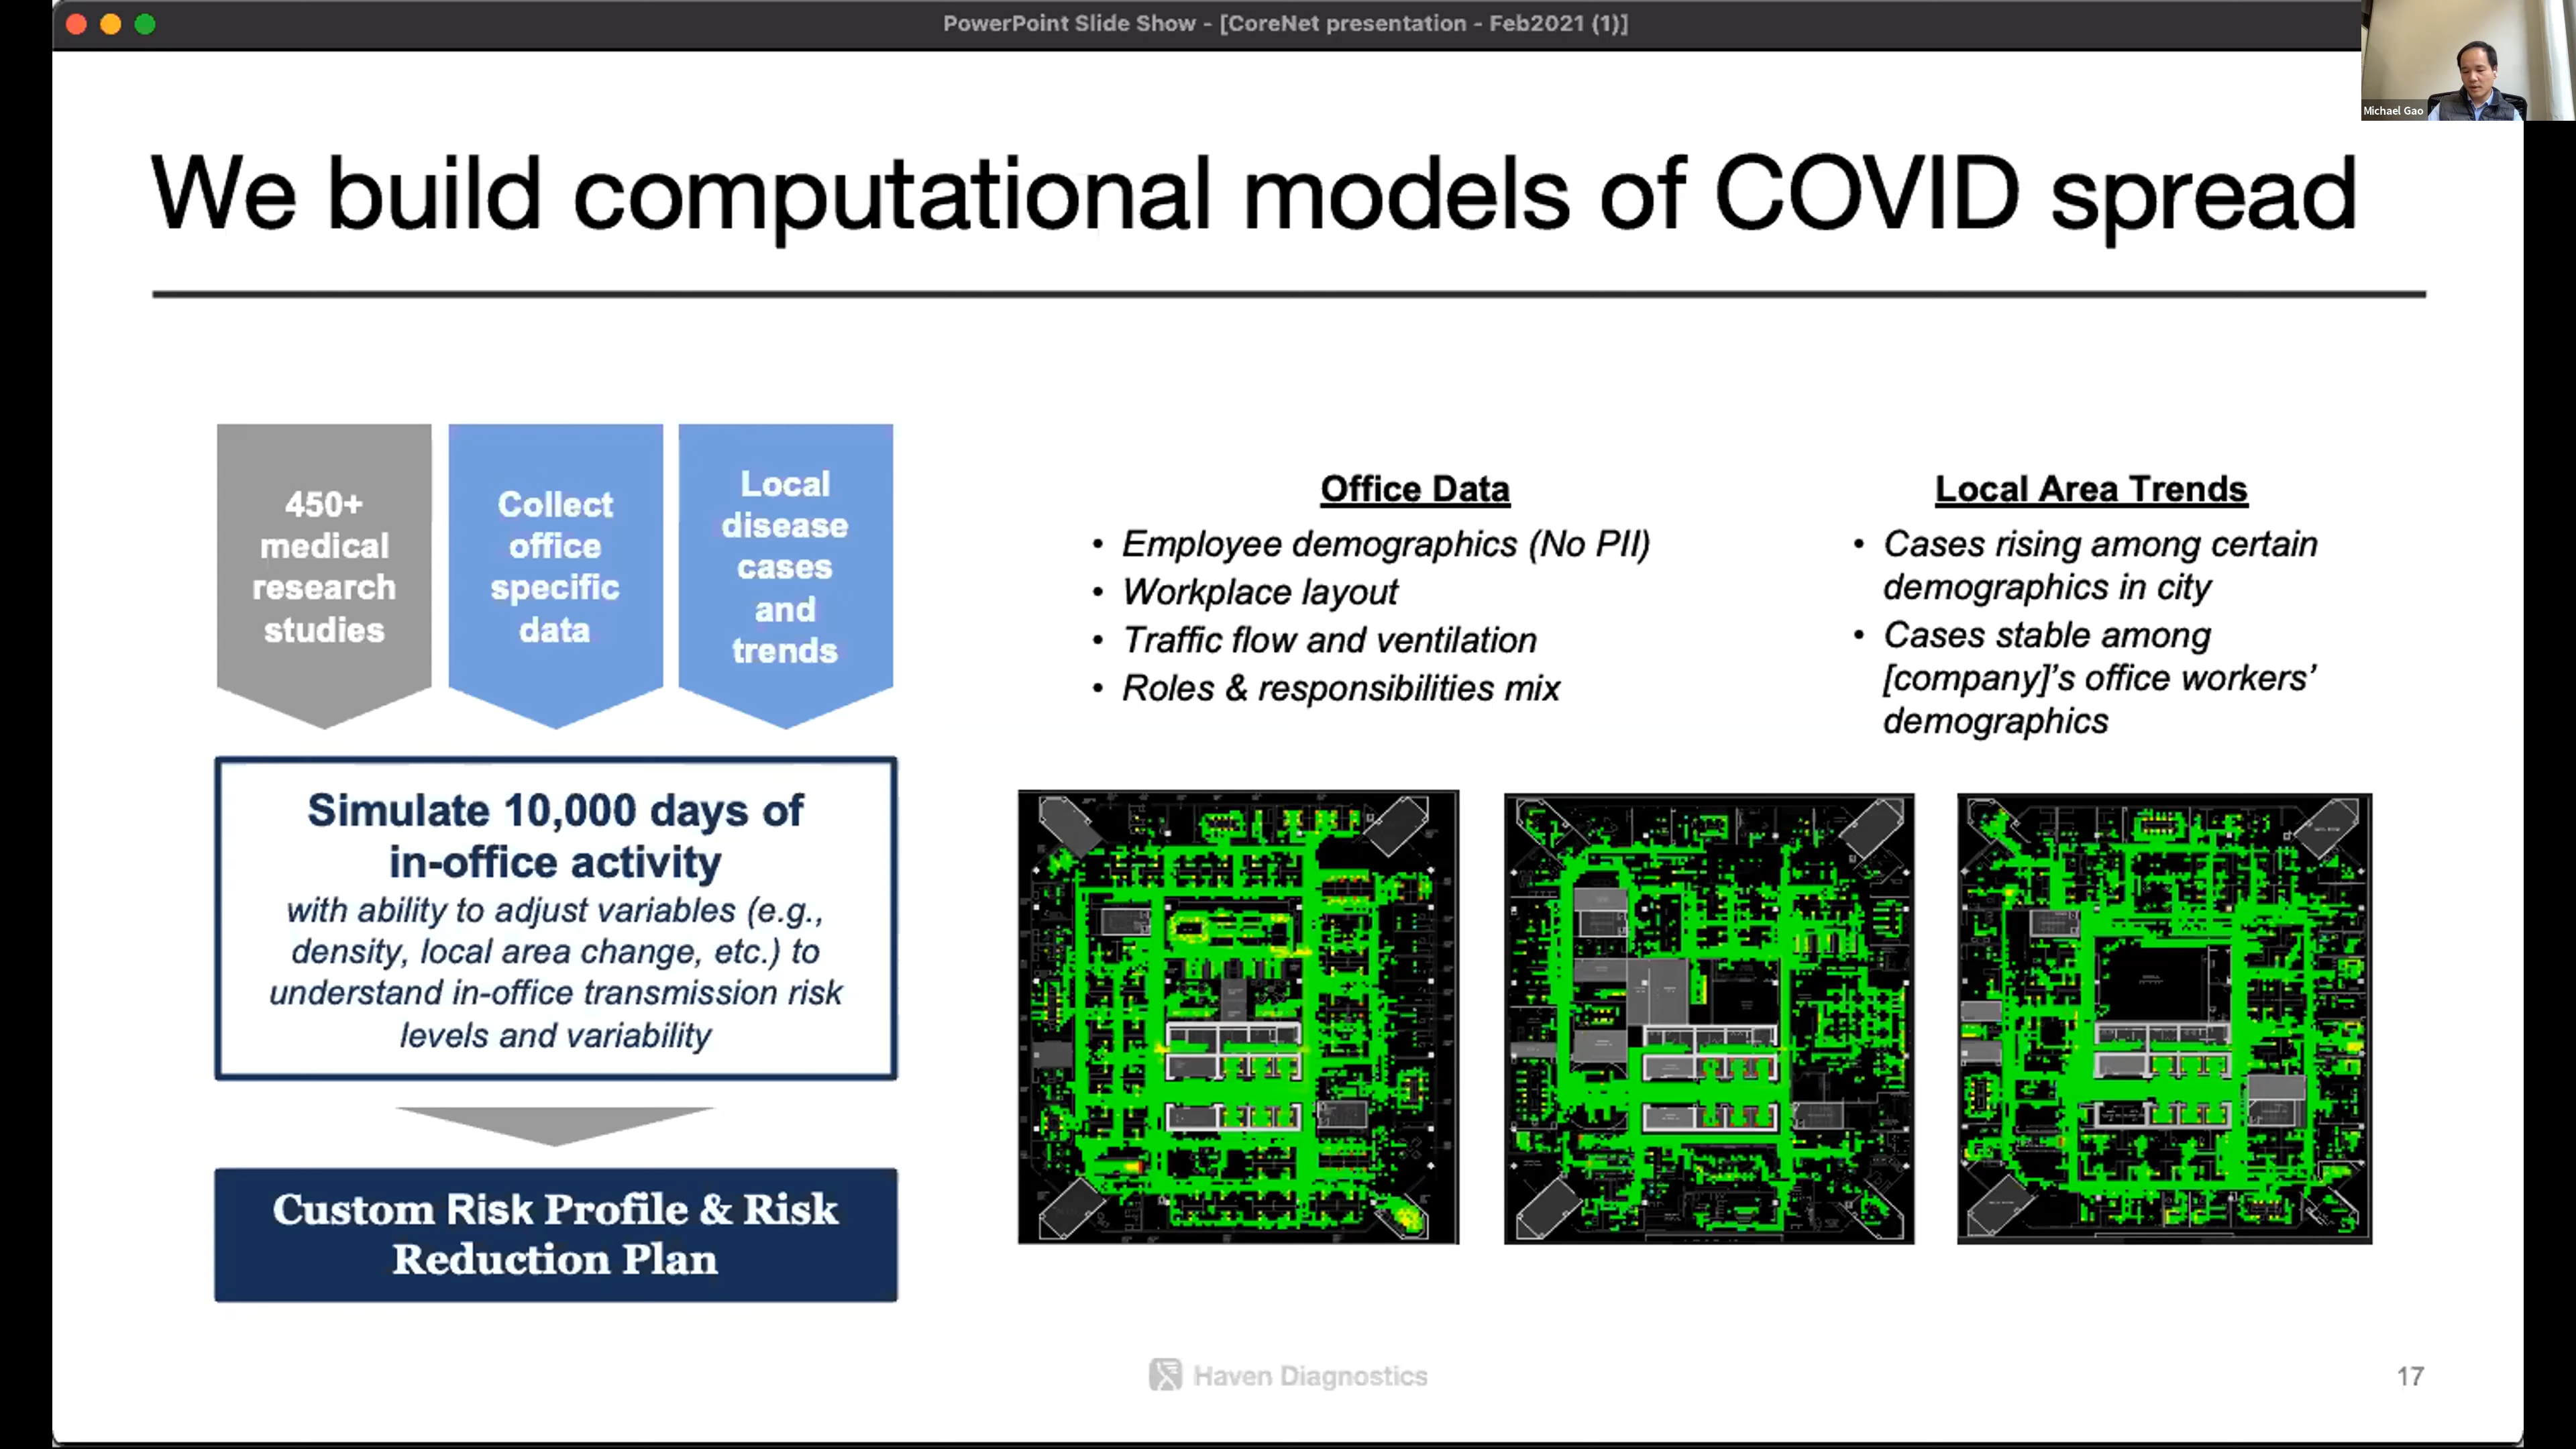 PowerPoint Slide Show - [CoreNet presentation - Feb2021 (1)]
Michael Gao
We build computational models of COVID spread
450+
medical
research
studies
Collect
office
specific
data
Local
disease
cases
and
trends
Simulate 10,000 days of
in-office activity
with ability to adjust variables (e.g.,
density, local area change, etc.) to
understand in-office transmission risk
levels and variability
Custom Risk Profile & Risk
Reduction Plan
Office Data
• Employee demographics (No PII)
• Workplace layout
• Traffic flow and ventilation
• Roles & responsibilities mix
Local Area Trends
• Cases rising among certain
demographics in city
• Cases stable among
[company]’s office workers’
demographics
Haven Diagnostics
17